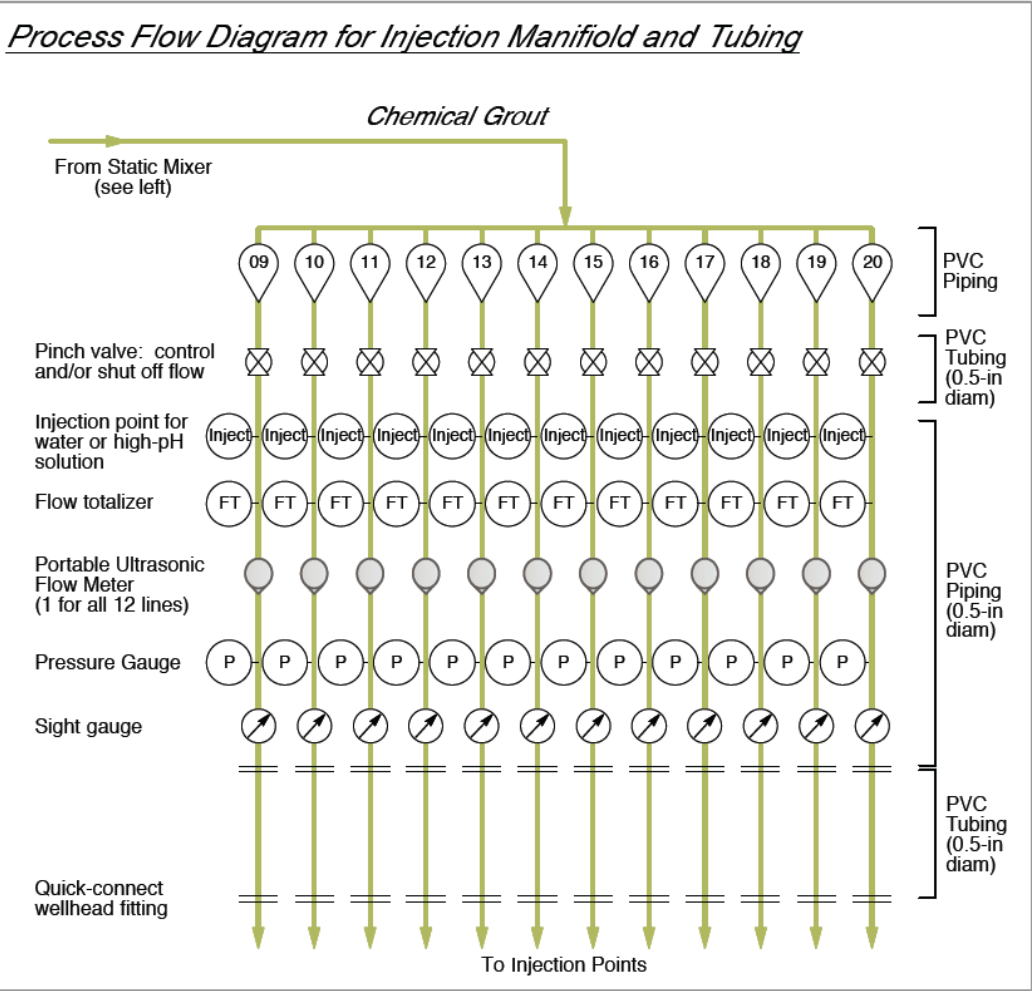 Process Flow Diagram for Injection Manifiold and Tubing
Chemical Grout
From Static Mixer
(see left)
09 10 11 12 13 14 15 16 17 18 19 20
PVC
Piping
Pinch valve: control
and/or shut off flow
PVC
Tubing
(0.5-in
diam)
Injection point for
water or high-pH
solution
Inject Inject Inject Inject Inject Inject Inject Inject Inject Inject Inject Inject
Flow totalizer
FT FT FT FT FT FT FT FT FT FT FT FT
Portable Ultrasonic
Flow Meter
(1 for all 12 lines)
PVC
Piping
(0.5-in
diam)
Pressure Gauge
P P P P P P P P P P P P
Sight gauge
PVC
Tubing
(0.5-in
diam)
Quick-connect
wellhead fitting
To Injection Points